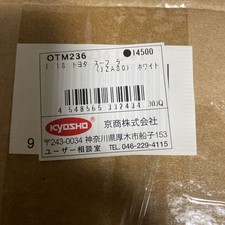 OTM236 ●14500
1/18 トヨタ スープラ
(JZA80) ホワイト
4 548565 332434 30JQ
KYOSHO 京商株式会社
9
〒243-0034 神奈川県厚木市船子153
ユーザー相談室 TEL. 046-229-4115